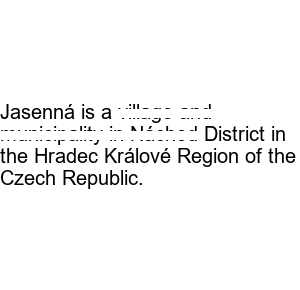 Jasenná is a village and
municipality in Náchod District in
the Hradec Králové Region of the
Czech Republic.